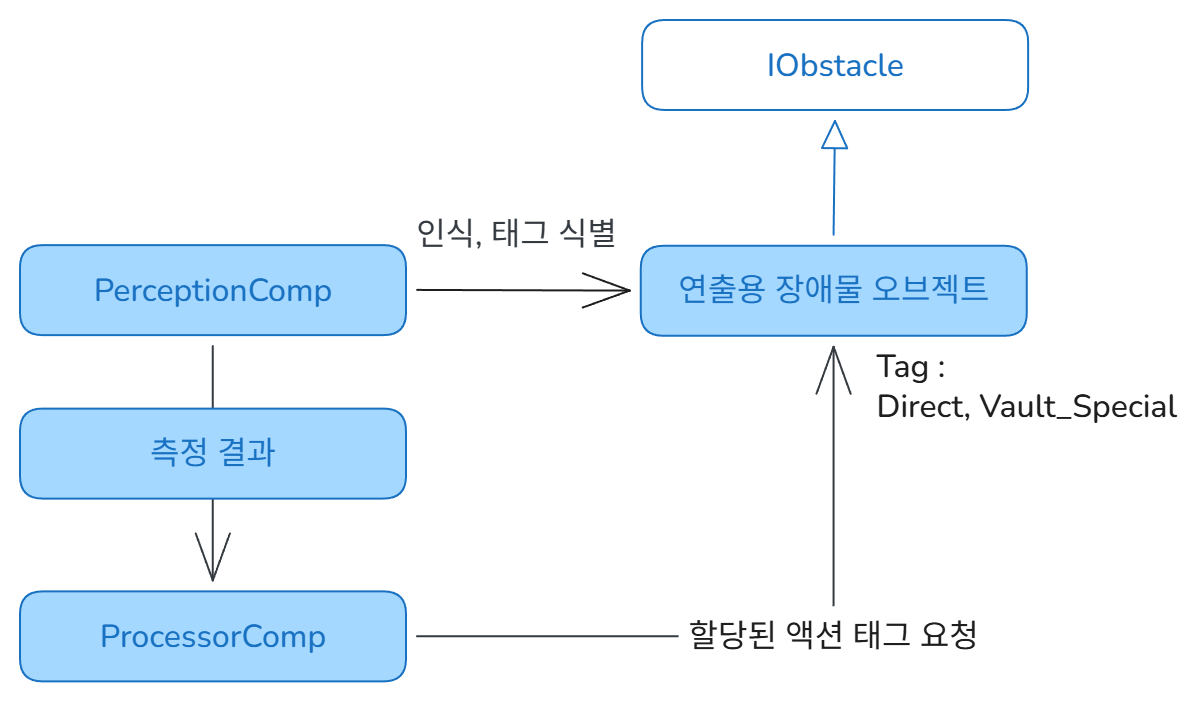 IObstacle
인식, 태그 식별
PerceptionComp
연출용 장애물 오브젝트
Tag :
Direct, Vault_Special
측정 결과
ProcessorComp
할당된 액션 태그 요청